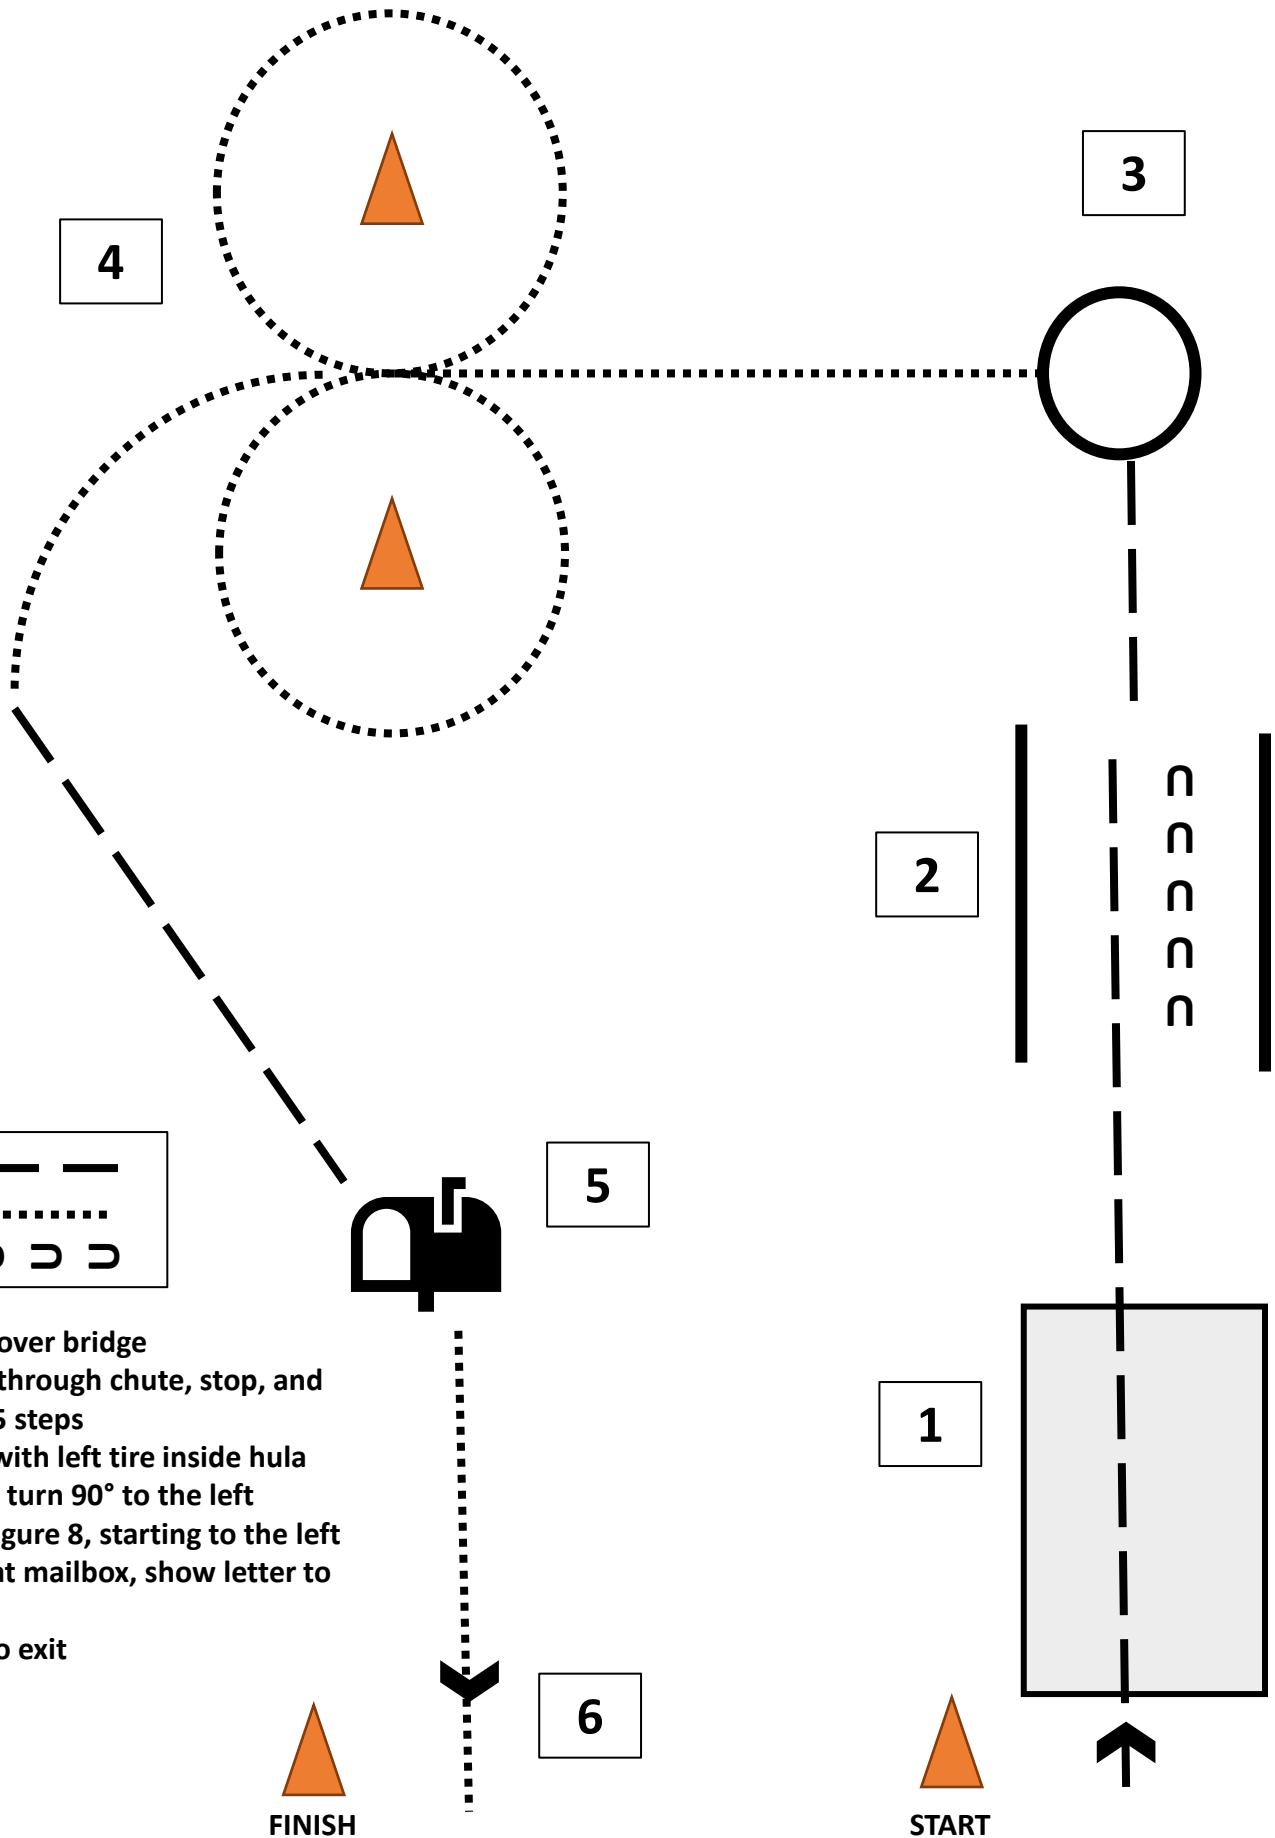 3
4
2
5
over bridge
through chute, stop, and
5 steps
1
with left tire inside hula
turn 90° to the left
gure 8, starting to the left
at mailbox, show letter to
o exit
6
FINISH
START